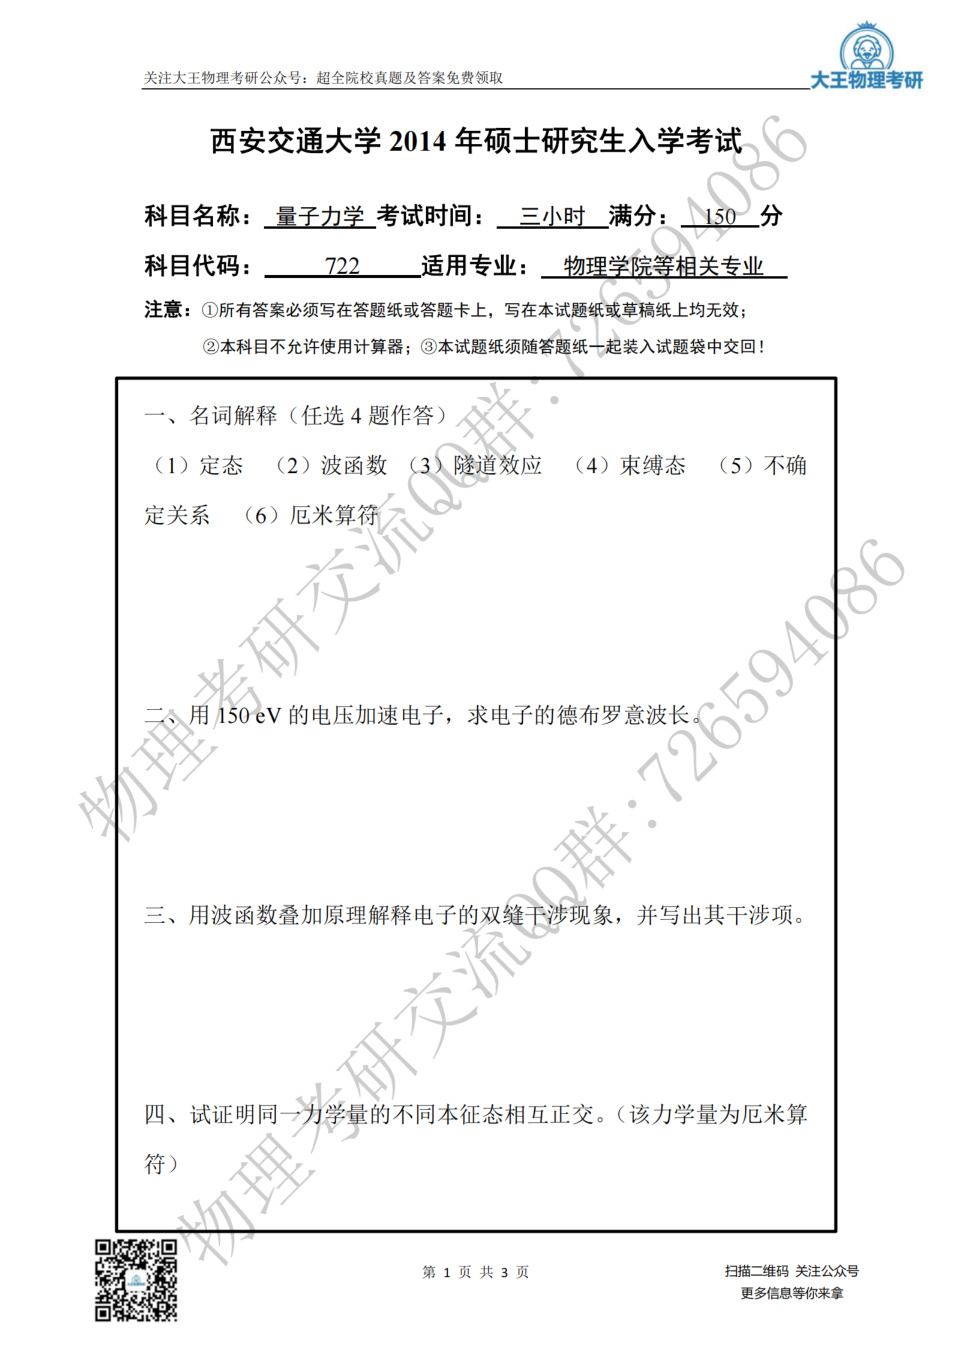 关注大王物理考研公众号：超全院校真题及答案免费领取
大王物理考研
西安交通大学 2014 年硕士研究生入学考试
科目名称： 量子力学 考试时间： 三小时 满分： 150 分
科目代码： 722 适用专业： 物理学院等相关专业
注意：①所有答案必须写在答题纸或答题卡上，写在本试题纸或草稿纸上均无效；
②本科目不允许使用计算器；③本试题纸须随答题纸一起装入试题袋中交回！
一、名词解释（任选 4 题作答）
（1）定态 （2）波函数 （3）隧道效应 （4）束缚态 （5）不确
定关系 （6）厄米算符
二、用 150 eV 的电压加速电子，求电子的德布罗意波长。
三、用波函数叠加原理解释电子的双缝干涉现象，并写出其干涉项。
四、试证明同一力学量的不同本征态相互正交。（该力学量为厄米算
符）
物理考研交流QQ群：726594086
物理考研交流QQ群：726594086
大王物理考研
第 1 页 共 3 页
扫描二维码 关注公众号
更多信息等你来拿